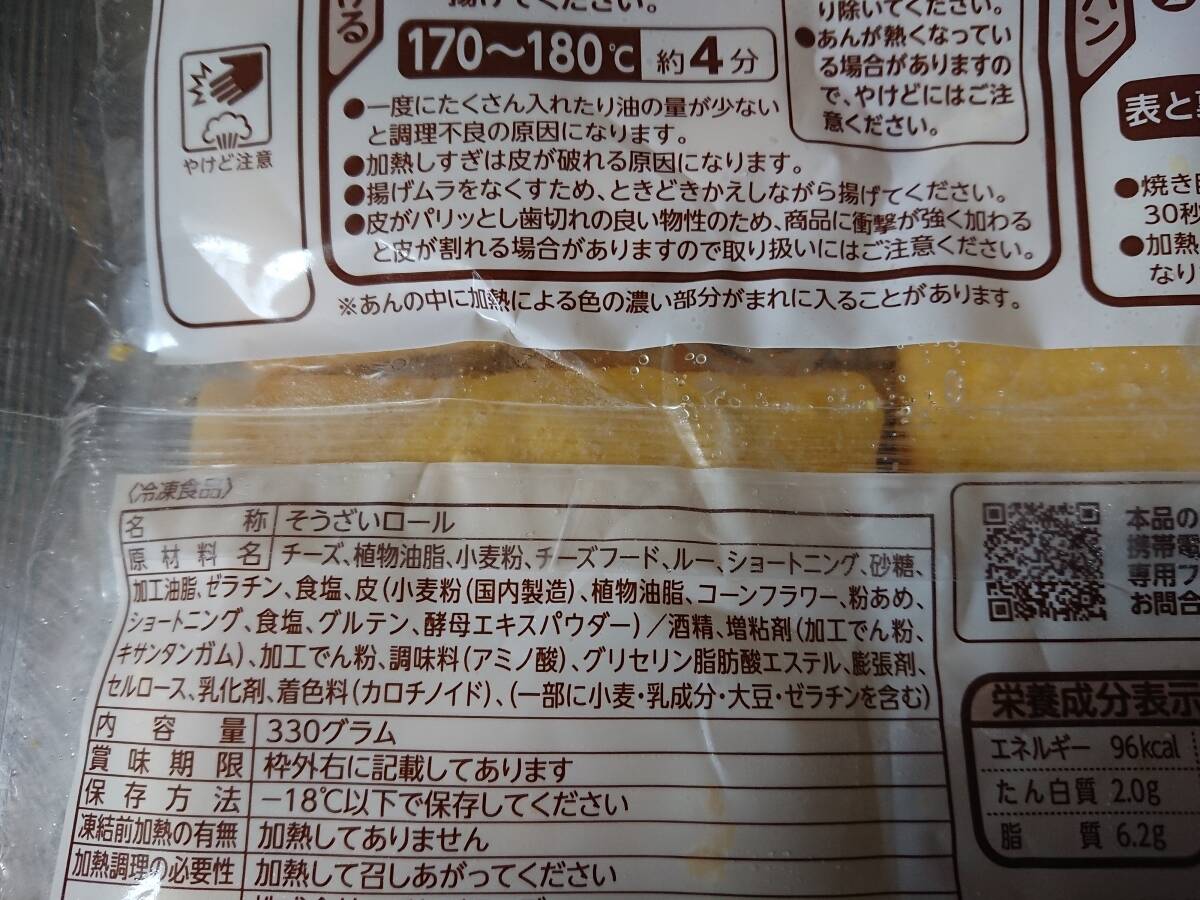 ける
揚げてください。
170〜180℃ 約4分
●一度にたくさん入れたり油の量が少ない
と調理不良の原因になります。
●加熱しすぎは皮が破れる原因になります。
●揚げムラをなくすため、ときどきかえしながら揚げてください。
●皮がパリッとし歯切れの良い物性のため、商品に衝撃が強く加わる
と皮が割れる場合がありますので取り扱いにはご注意ください。
り除いてください。
●あんが熱くなってい
る場合がありますの
で、やけどにはご注
意ください。
やけど注意
※あんの中に加熱による色の濃い部分がまれに入ることがあります。
パン
表と
●焼き
30秒
●加熱
なり
〈冷凍食品〉
名称 そうざいロール
原材料名 チーズ、植物油脂、小麦粉、チーズフード、ルー、ショートニング、砂糖、
加工油脂、ゼラチン、食塩、皮(小麦粉(国内製造)、植物油脂、コーンフラワー、粉あめ、
ショートニング、食塩、グルテン、酵母エキスパウダー)/酒精、増粘剤(加工でん粉、
キサンタンガム)、加工でん粉、調味料(アミノ酸)、グリセリン脂肪酸エステル、膨張剤、
セルロース、乳化剤、着色料(カロチノイド)、(一部に小麦・乳成分・大豆・ゼラチンを含む)
内容量 330グラム
賞味期限 枠外右に記載してあります
保存方法 −18℃以下で保存してください
凍結前加熱の有無 加熱してありません
加熱調理の必要性 加熱して召しあがってください
本品の
携帯電
専用フ
お問合
栄養成分表示
エネルギー 96kcal
たん白質 2.0g
脂質 6.2g